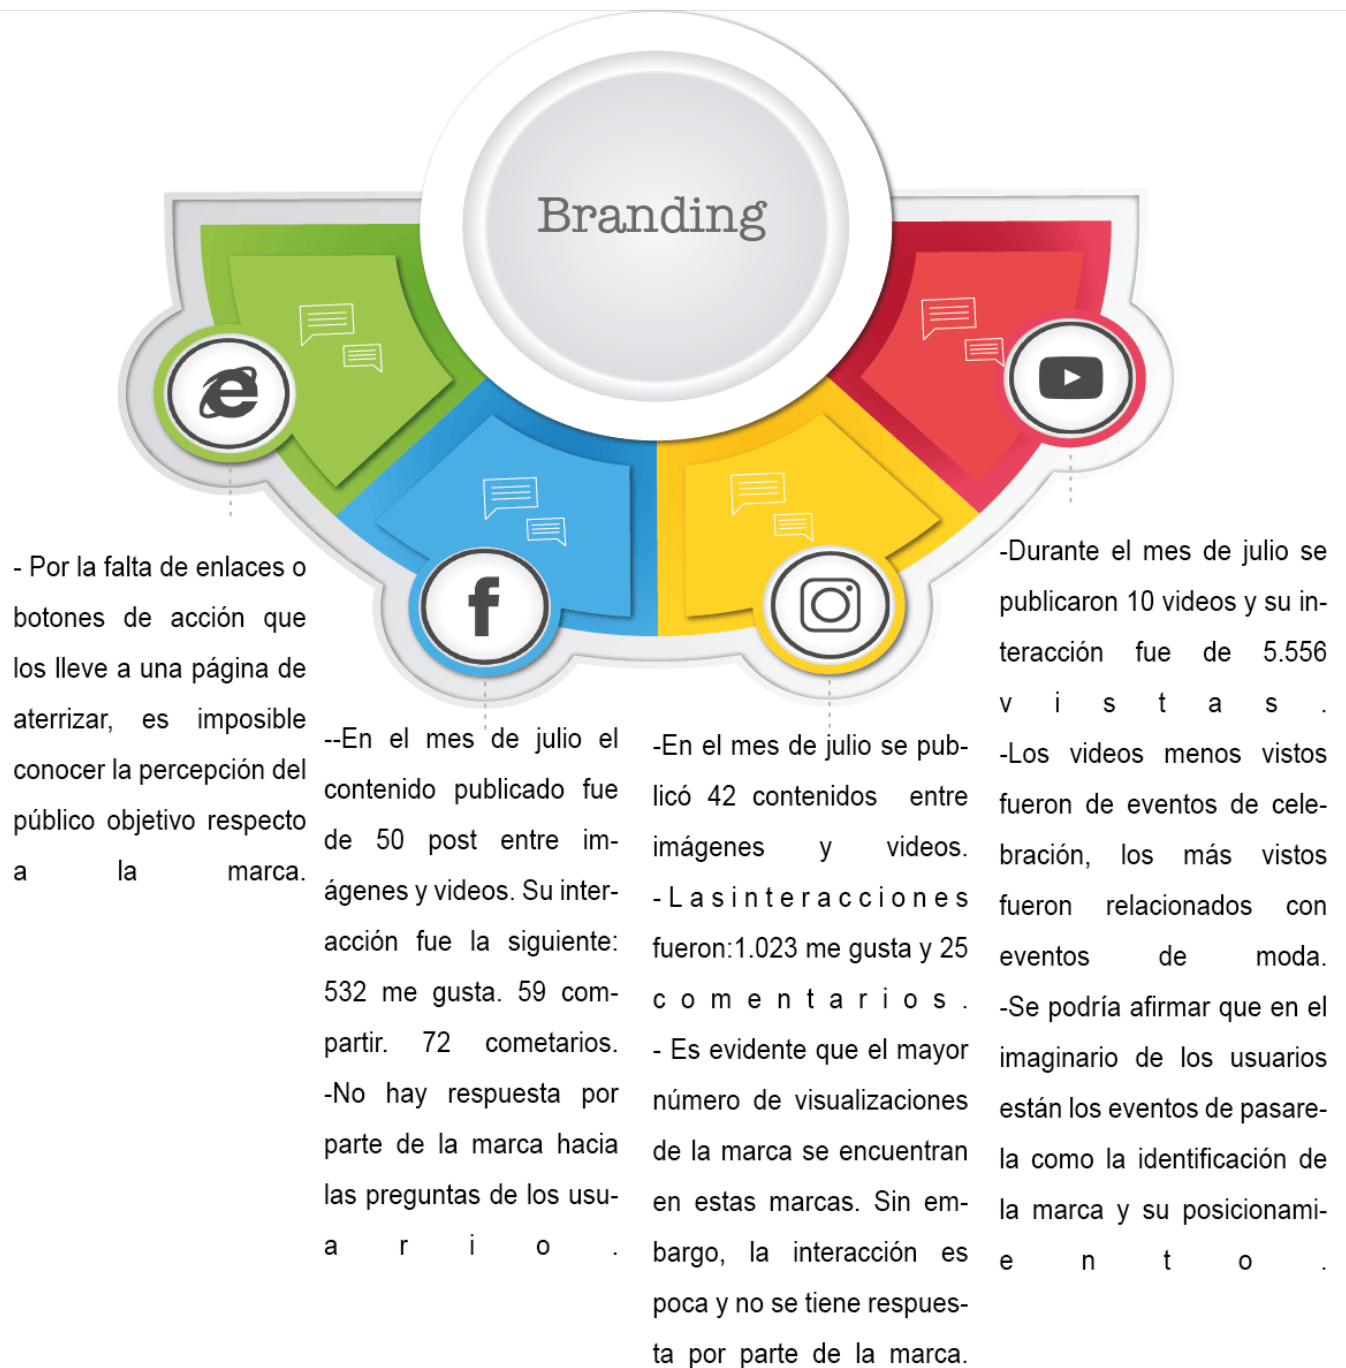 Branding
- Por la falta de enlaces o
botones de acción que
los lleve a una página de
aterrizar, es imposible
conocer la percepción del
público objetivo respecto
a la marca.
--En el mes de julio el
contenido publicado fue
de 50 post entre im-
ágenes y videos. Su inter-
acción fue la siguiente:
532 me gusta. 59 com-
partir. 72 cometarios.
-No hay respuesta por
parte de la marca hacia
las preguntas de los usu-
ario.
-En el mes de julio se pub-
licó 42 contenidos entre
imágenes y videos.
-Lasinteracciones
fueron:1.023 me gusta y 25
comentarios.
- Es evidente que el mayor
número de visualizaciones
de la marca se encuentran
en estas marcas. Sin em-
bargo, la interacción es
poca y no se tiene respues-
ta por parte de la marca.
-Durante el mes de julio se
publicaron 10 videos y su in-
teracción fue de 5.556
vistas.
-Los videos menos vistos
fueron de eventos de cele-
bración, los más vistos
fueron relacionados con
eventos de moda.
-Se podría afirmar que en el
imaginario de los usuarios
están los eventos de pasare-
la como la identificación de
la marca y su posicionami-
ento.